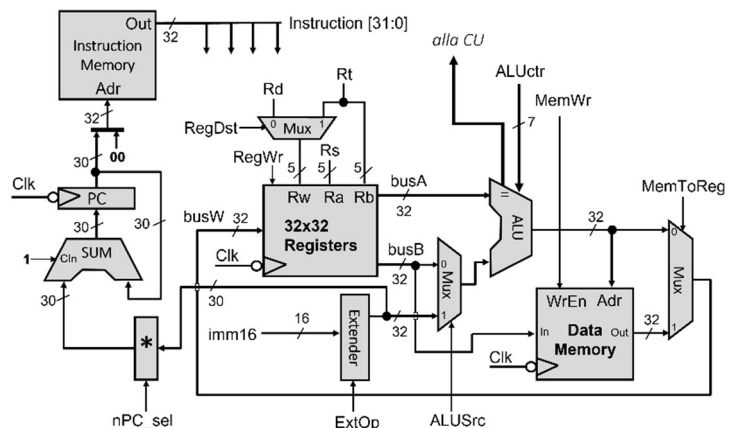 Out
32
Instruction [31:0]
Instruction
Memory
Adr
32
30
00
Clk
PC
30
30
SUM
1
CIn
30
*
nPC_sel
alla CU
Rd
Rt
RegDst
0
Mux
1
Rs
RegWr
5
5
5
Rw
Ra
Rb
busW
32
32x32
Registers
Clk
30
imm16
16
Extender
ExtOp
busA
32
busB
32
0
Mux
1
32
ALUSrc
ALUctr
7
=
ALU
MemWr
32
WrEn
Adr
In
Data
Memory
Out
Clk
32
MemToReg
0
Mux
1